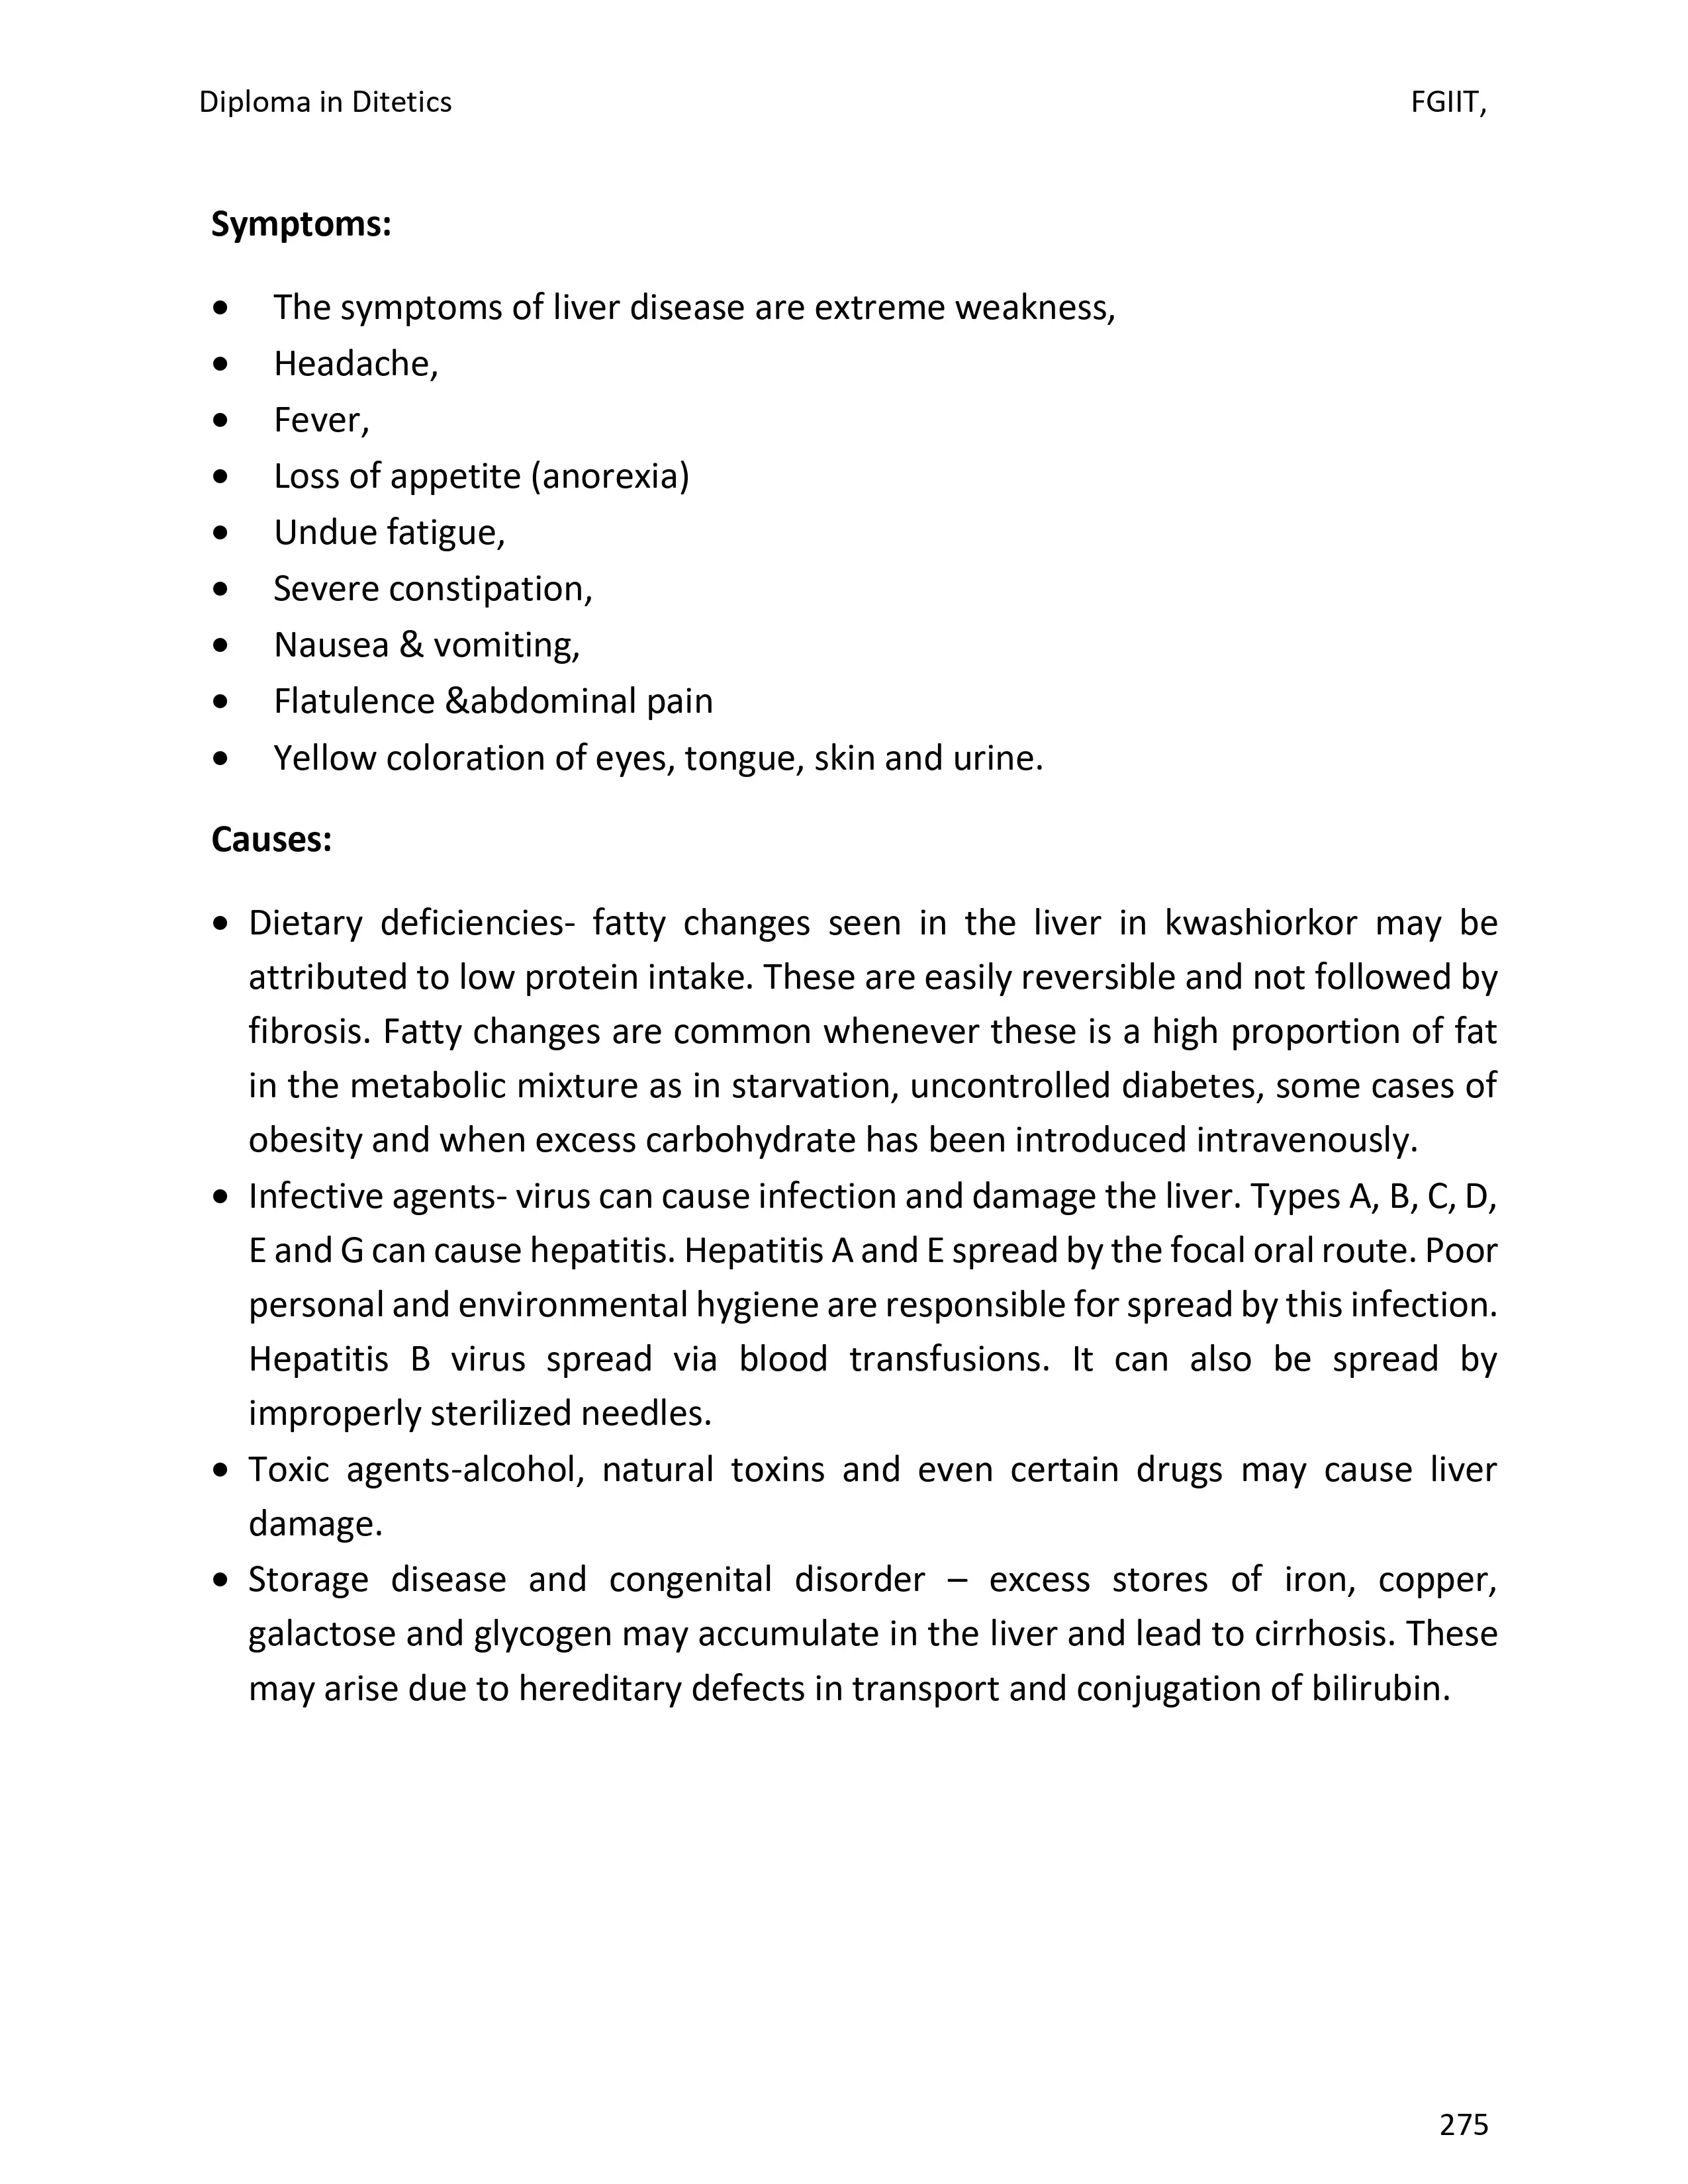 Diploma in Ditetics FGIIT,
Symptoms:
• The symptoms of liver disease are extreme weakness,
• Headache,
• Fever,
• Loss of appetite (anorexia)
• Undue fatigue,
• Severe constipation,
• Nausea & vomiting,
• Flatulence &abdominal pain
• Yellow coloration of eyes, tongue, skin and urine.
Causes:
• Dietary deficiencies- fatty changes seen in the liver in kwashiorkor may be
attributed to low protein intake. These are easily reversible and not followed by
fibrosis. Fatty changes are common whenever these is a high proportion of fat
in the metabolic mixture as in starvation, uncontrolled diabetes, some cases of
obesity and when excess carbohydrate has been introduced intravenously.
• Infective agents- virus can cause infection and damage the liver. Types A, B, C, D,
E and G can cause hepatitis. Hepatitis A and E spread by the focal oral route. Poor
personal and environmental hygiene are responsible for spread by this infection.
Hepatitis B virus spread via blood transfusions. It can also be spread by
improperly sterilized needles.
• Toxic agents-alcohol, natural toxins and even certain drugs may cause liver
damage.
• Storage disease and congenital disorder – excess stores of iron, copper,
galactose and glycogen may accumulate in the liver and lead to cirrhosis. These
may arise due to hereditary defects in transport and conjugation of bilirubin.
275